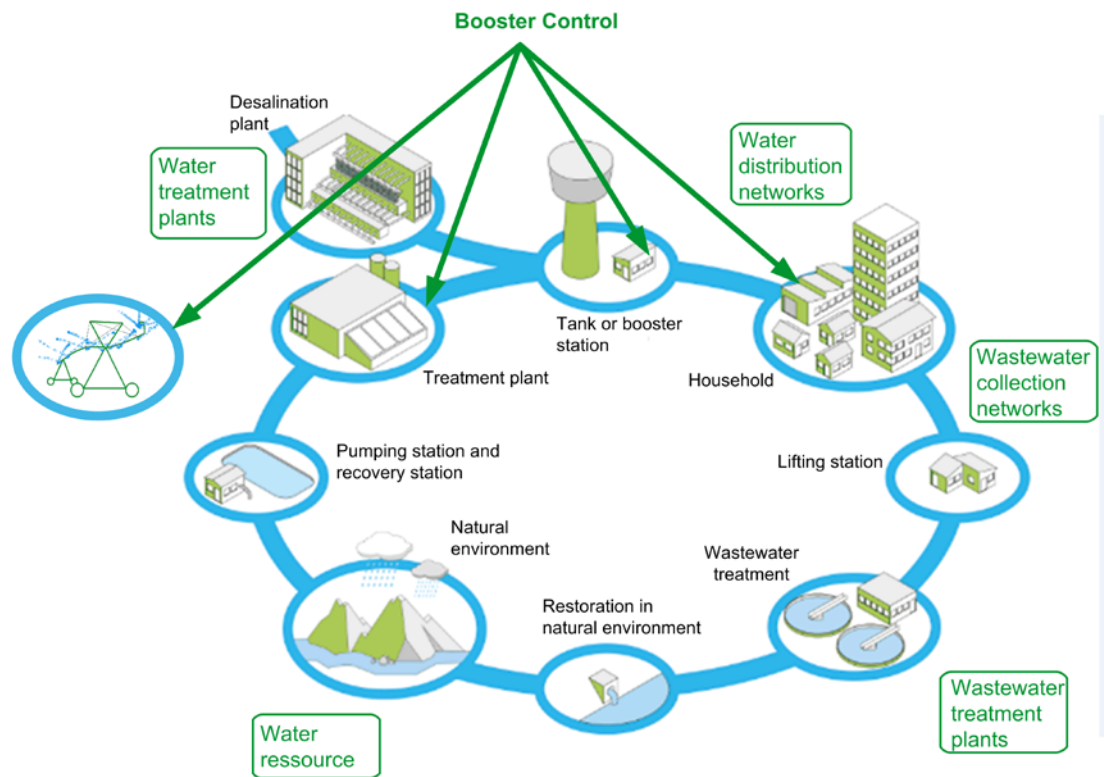 Booster Control
Desalination
plant
Water
treatment
plants
Water
distribution
networks
Tank or booster
station
Treatment plant
Household
Wastewater
collection
networks
Pumping station and
recovery station
Lifting station
Natural
environment
Wastewater
treatment
Restoration in
natural environment
Wastewater
treatment
plants
Water
ressource